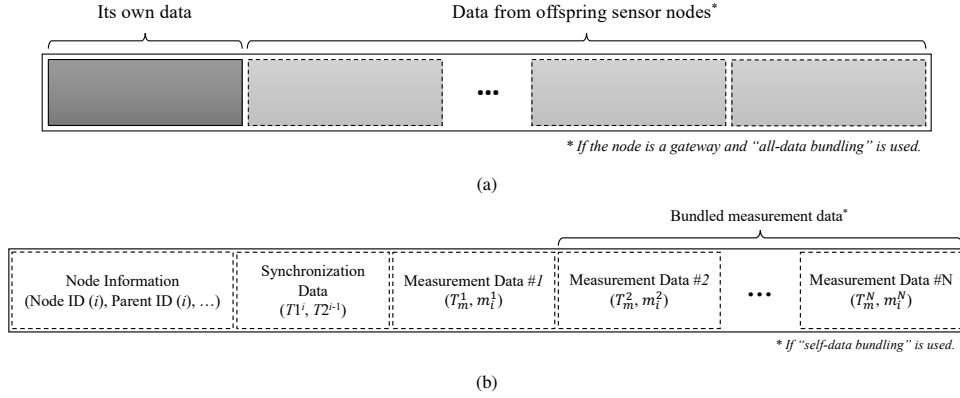 Its own data
Data from offspring sensor nodes*
...
* If the node is a gateway and “all-data bundling” is used.
(a)
Bundled measurement data*
Node Information
(Node ID (i), Parent ID (i), …)
Synchronization
Data
(T1^i, T2^{i-1})
Measurement Data #1
(T_m^1, m_i^1)
Measurement Data #2
(T_m^2, m_i^2)
...
Measurement Data #N
(T_m^N, m_i^N)
* If “self-data bundling” is used.
(b)